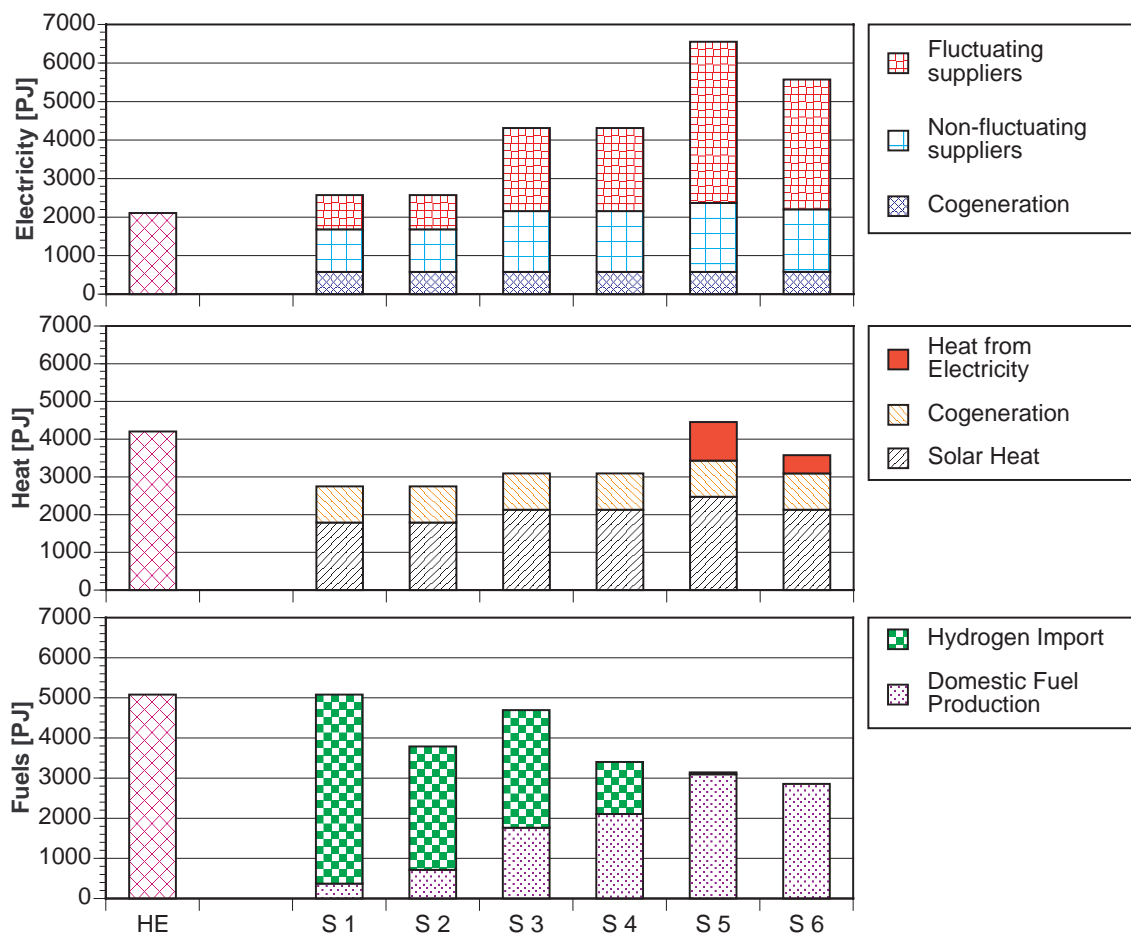 7000
6000
5000
4000
3000
2000
1000
0
Electricity [PJ]
Fluctuating
suppliers
Non-fluctuating
suppliers
Cogeneration
7000
6000
5000
4000
3000
2000
1000
0
Heat [PJ]
Heat from
Electricity
Cogeneration
Solar Heat
7000
6000
5000
4000
3000
2000
1000
0
Fuels [PJ]
Hydrogen Import
Domestic Fuel
Production
HE S 1 S 2 S 3 S 4 S 5 S 6